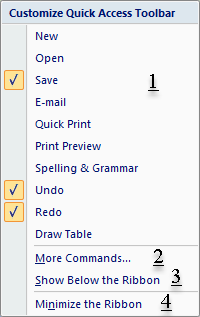 Customize Quick Access Toolbar
New
Open
Save 1
E-mail
Quick Print
Print Preview
Spelling & Grammar
Undo
Redo
Draw Table
More Commands... 2
Show Below the Ribbon 3
Minimize the Ribbon 4